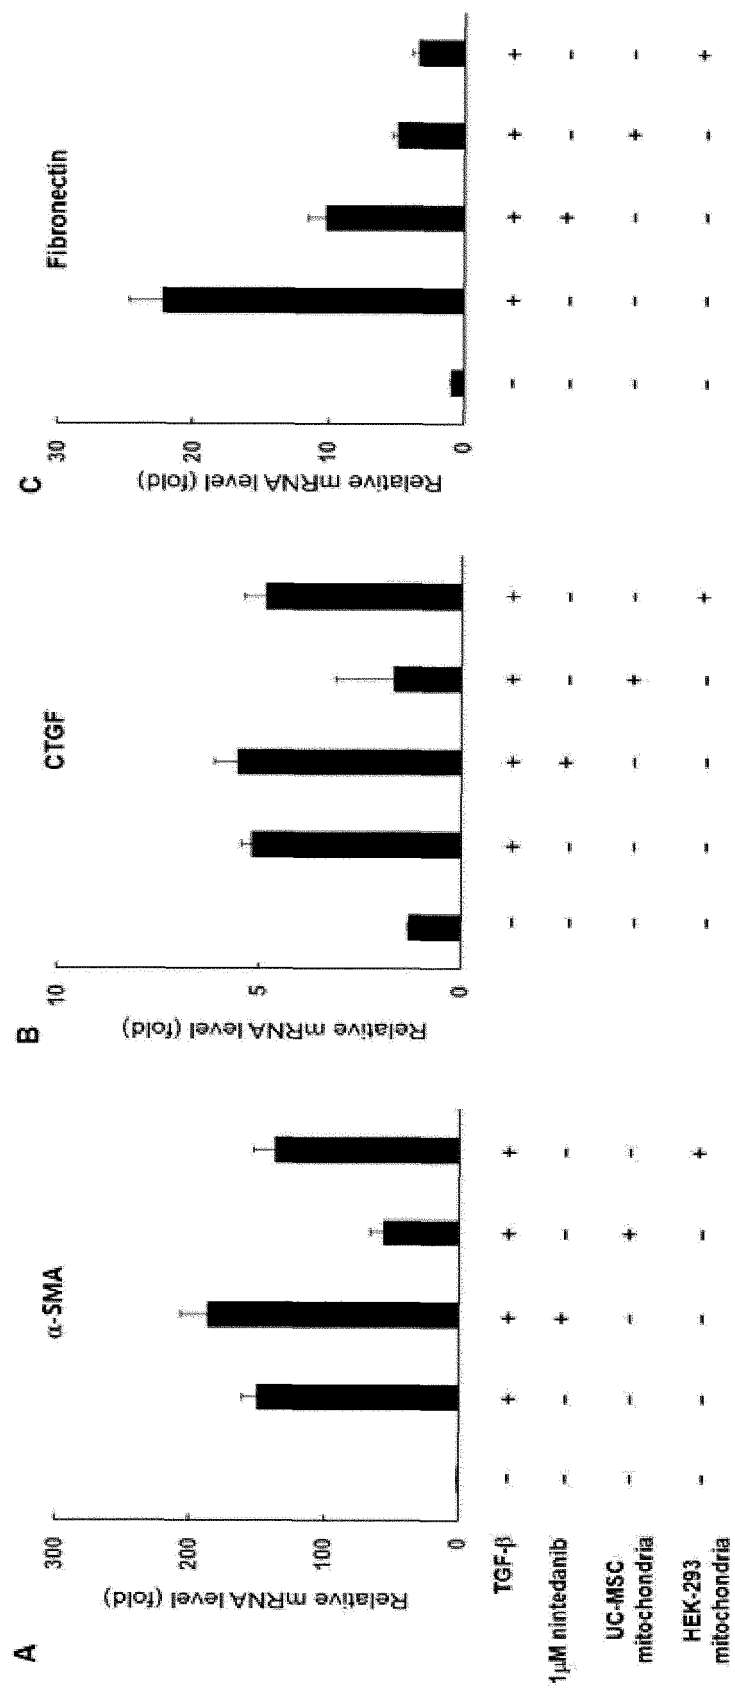 A
α-SMA
Relative mRNA level (fold)
300
200
100
0
B
CTGF
Relative mRNA level (fold)
10
5
0
C
Fibronectin
Relative mRNA level (fold)
30
20
10
0
TGF-β - + + + + - + + + + - + + + +
1μM nintedanib - - + - - - - + - - - - + - -
UC-MSC
mitochondria - - - + - - - - + - - - - + -
HEK-293
mitochondria - - - - + - - - - + - - - - +